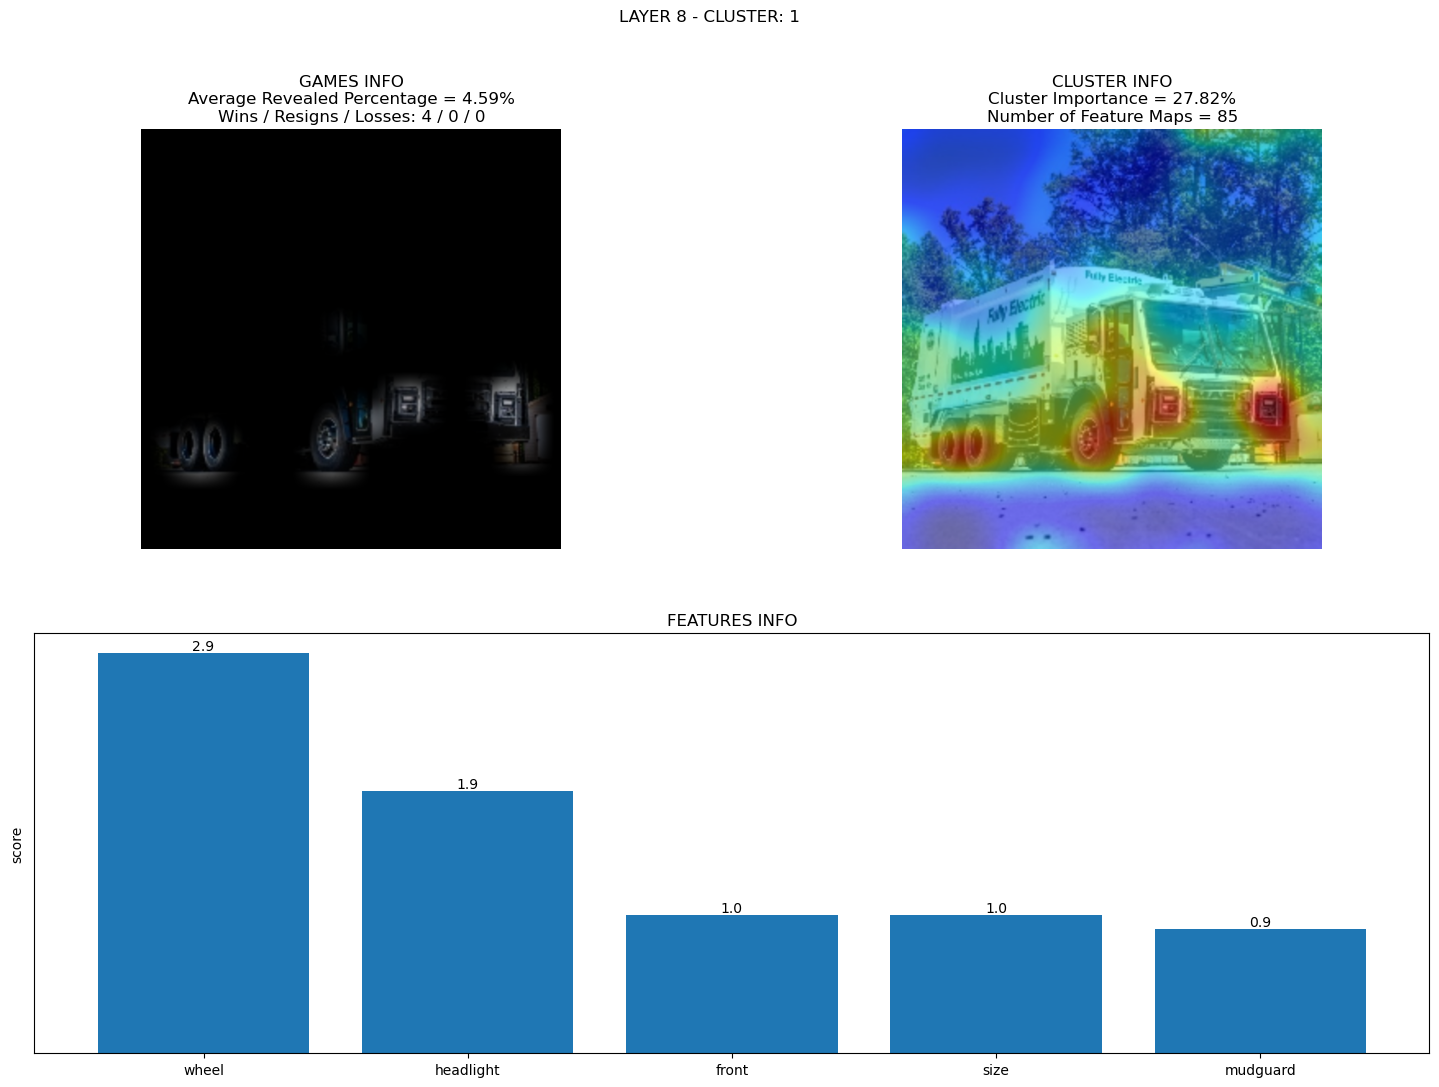 LAYER 8 - CLUSTER: 1
GAMES INFO
Average Revealed Percentage = 4.59%
Wins / Resigns / Losses: 4 / 0 / 0
CLUSTER INFO
Cluster Importance = 27.82%
Number of Feature Maps = 85
Fully Electric
Fully Electric
FEATURES INFO
score
2.9
1.9
1.0
1.0
0.9
wheel
headlight
front
size
mudguard